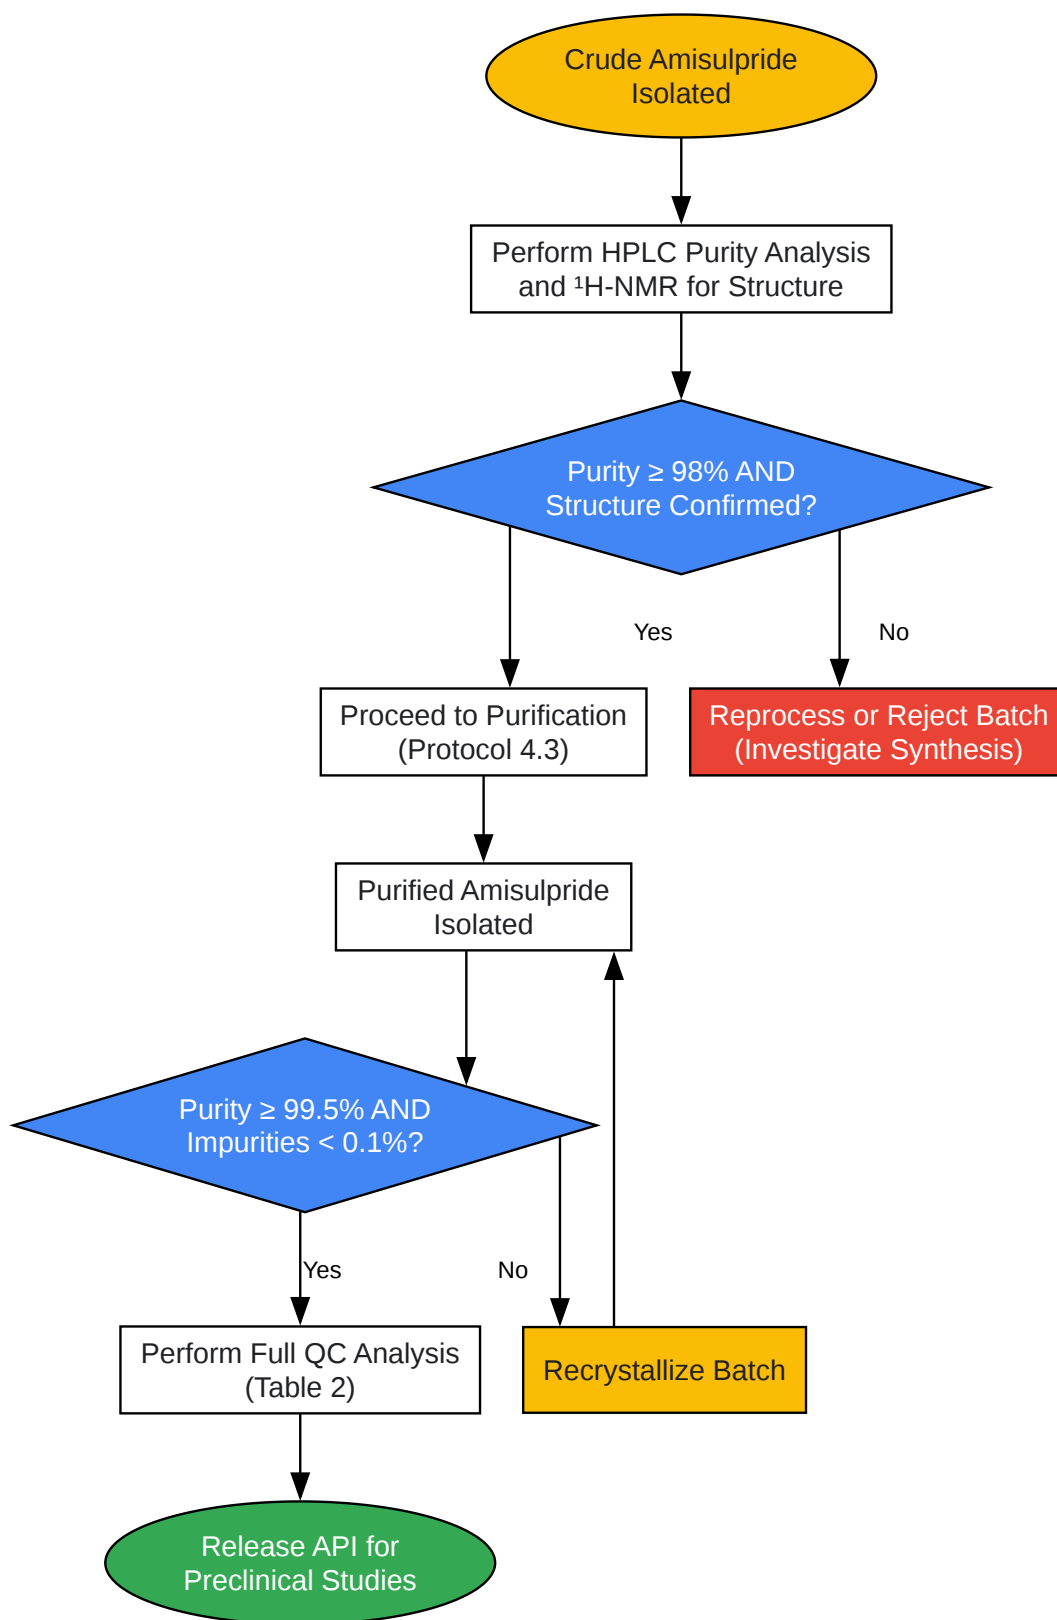 Crude Amisulpride
Isolated
Perform HPLC Purity Analysis
and ¹H-NMR for Structure
Purity ≥ 98% AND
Structure Confirmed?
Yes
No
Proceed to Purification
(Protocol 4.3)
Reprocess or Reject Batch
(Investigate Synthesis)
Purified Amisulpride
Isolated
Purity ≥ 99.5% AND
Impurities < 0.1%?
Yes
No
Perform Full QC Analysis
(Table 2)
Recrystallize Batch
Release API for
Preclinical Studies